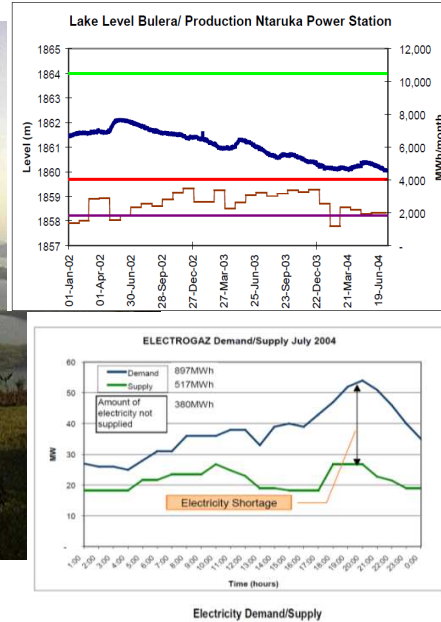 Lake Level Bulera/ Production Ntaruka Power Station
Level (m)
1865
1864
1863
1862
1861
1860
1859
1858
1857
12,000
10,000
8,000
6,000
4,000
2,000
-
MWh/month
01-Jan-02
01-Apr-02
30-Jun-02
28-Sep-02
27-Dec-02
27-Mar-03
25-Jun-03
23-Sep-03
22-Dec-03
21-Mar-04
19-Jun-04
ELECTROGAZ Demand/Supply July 2004
Demand 897MWh
Supply 517MWh
Amount of electricity not supplied 380MWh
MW
60
50
40
30
20
10
-
Electricity Shortage
1:00
2:00
3:00
4:00
5:00
6:00
7:00
8:00
9:00
10:00
11:00
12:00
13:00
14:00
15:00
16:00
17:00
18:00
19:00
20:00
21:00
22:00
23:00
0:00
Time (hours)
Electricity Demand/Supply